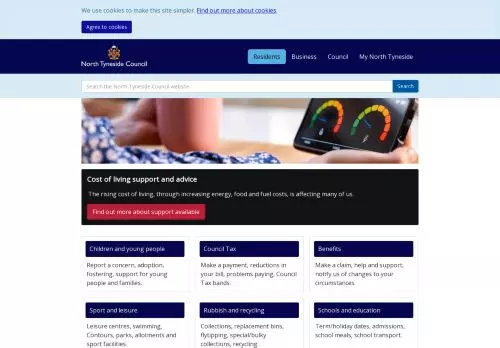 We use cookies to make this site simpler. Find out more about cookies.
Agree to cookies
North Tyneside Council
Residents
Business
Council
My North Tyneside
Search the North Tyneside Council website
Search
Cost of living support and advice
The rising cost of living, through increasing energy, food and fuel costs, is affecting many of us.
Find out more about support available
Children and young people
Report a concern, adoption,
fostering, support for young
people and families.
Council Tax
Make a payment, reductions in
your bill, problems paying, Council
Tax bands.
Benefits
Make a claim, help and support,
notify us of changes to your
circumstances.
Sport and leisure
Leisure centres, swimming,
Contours, parks, allotments and
sport facilities.
Rubbish and recycling
Collections, replacement bins,
flytipping, special/bulky
collections, recycling.
Schools and education
Term/holiday dates, admissions,
school meals, school transport.